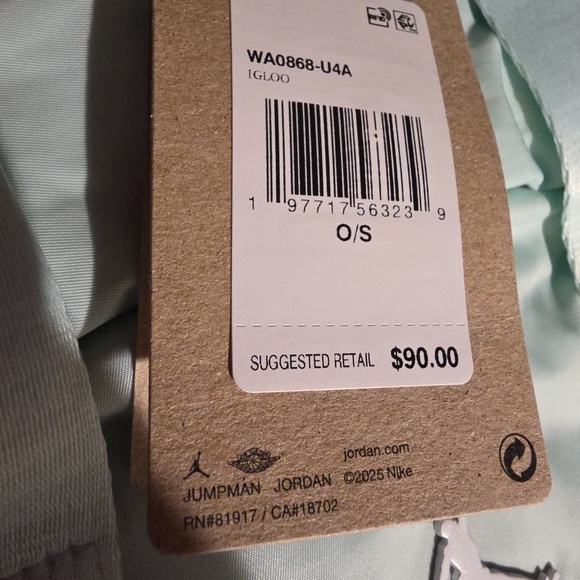 WA0868-U4A
IGLOO
1 97717 56323 9
O/S
SUGGESTED RETAIL $90.00
jordan.com
JUMPMAN JORDAN ©2025 Nike
RN#81917 / CA#18702